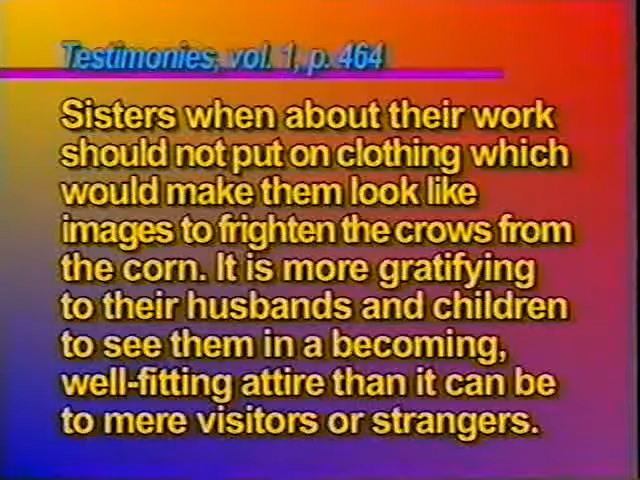 Testimonies, vol. 1, p. 464
Sisters when about their work
should not put on clothing which
would make them look like
images to frighten the crows from
the corn. It is more gratifying
to their husbands and children
to see them in a becoming,
well-fitting attire than it can be
to mere visitors or strangers.